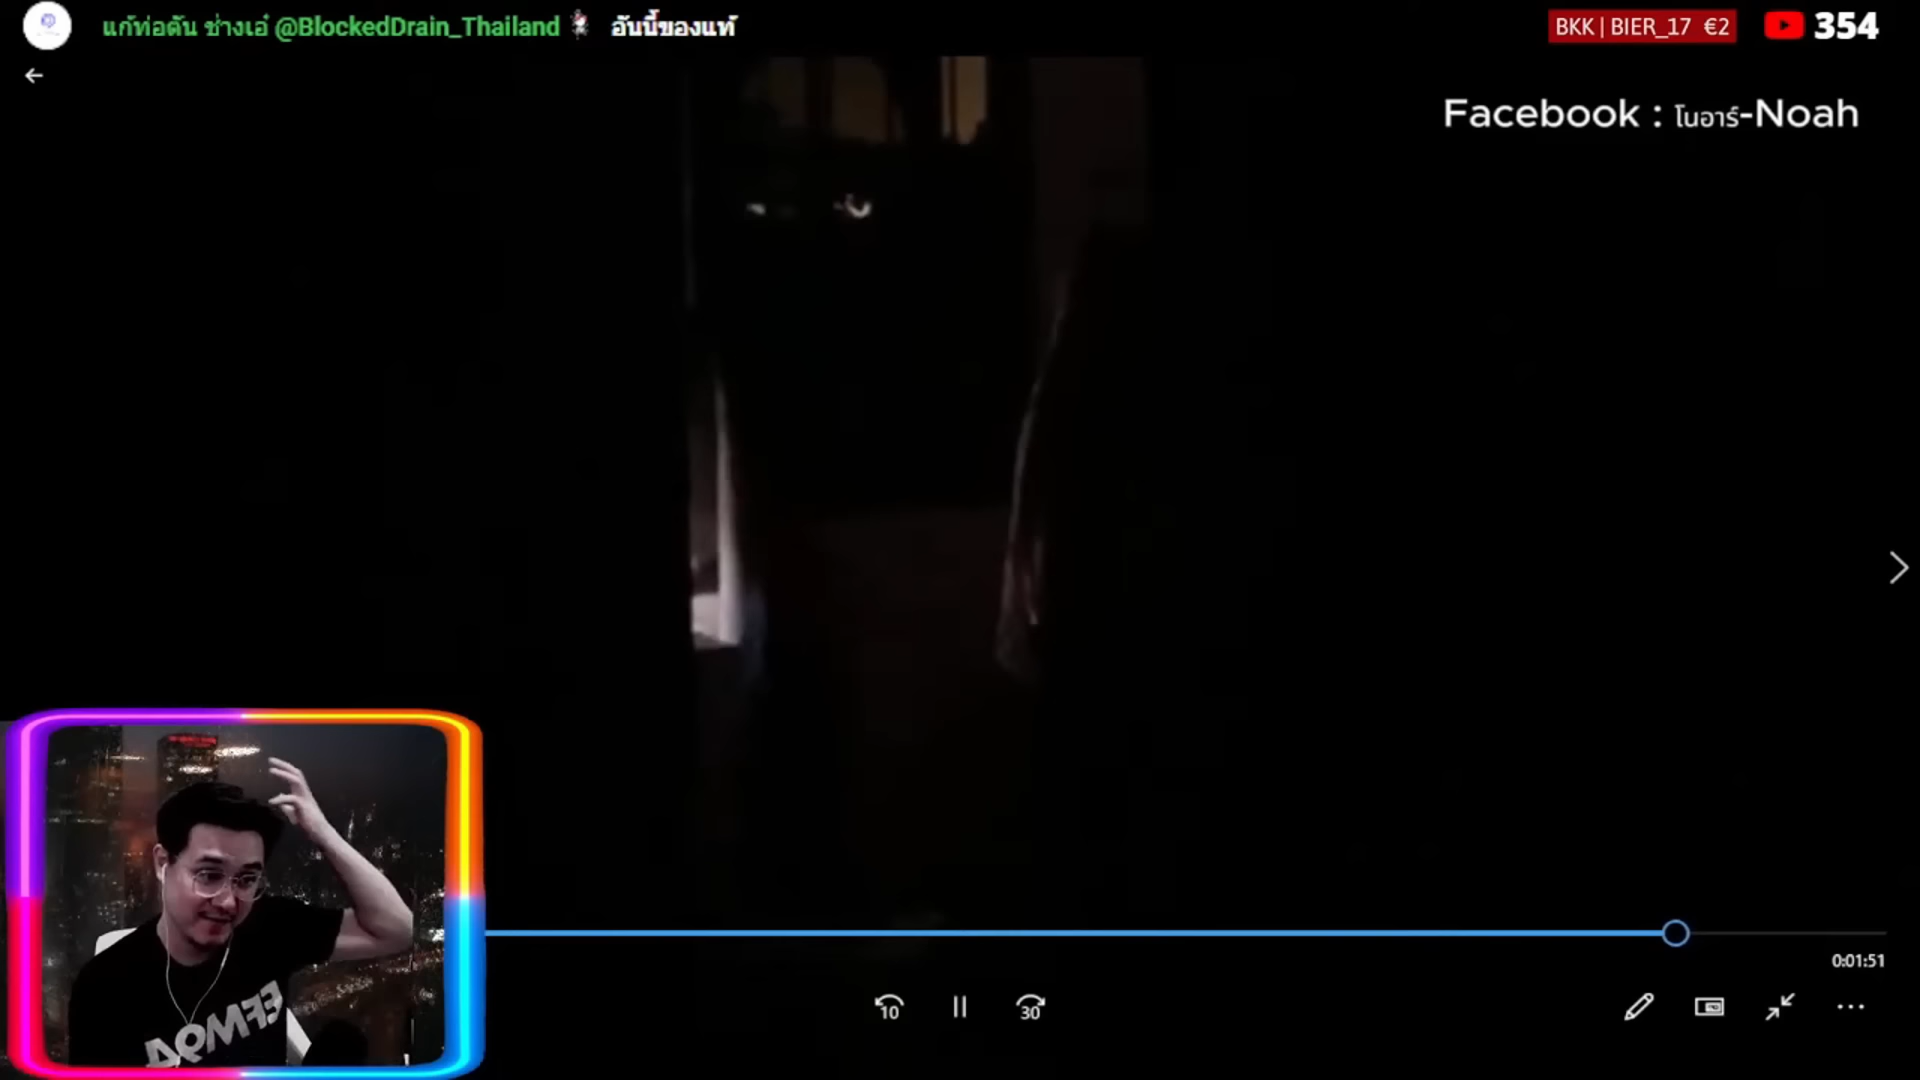 แก้ท่อตัน ช่างเอ๋ @BlockedDrain_Thailand อันนี้ของแท้
BKK | BIER_17 €2
354
Facebook : โนอาร์-Noah
0:01:51
10
30